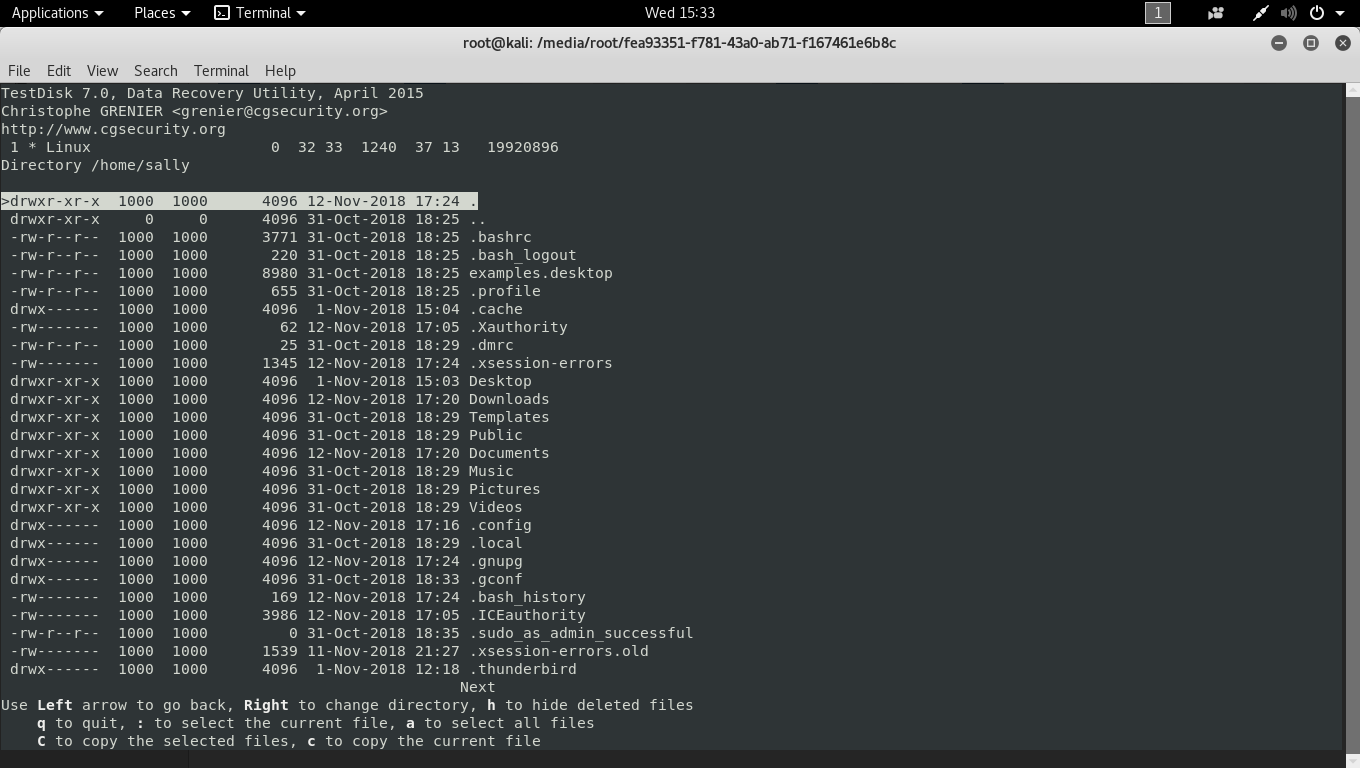 Applications Places Terminal Wed 15:33 1
root@kali: /media/root/fea93351-f781-43a0-ab71-f167461e6b8c
File Edit View Search Terminal Help
TestDisk 7.0, Data Recovery Utility, April 2015
Christophe GRENIER <grenier@cgsecurity.org>
http://www.cgsecurity.org
 1 * Linux                    0  32 33  1240  37 13   19920896
Directory /home/sally
>drwxr-xr-x  1000  1000      4096 12-Nov-2018 17:24 .
 drwxr-xr-x     0     0      4096 31-Oct-2018 18:25 ..
 -rw-r--r--  1000  1000      3771 31-Oct-2018 18:25 .bashrc
 -rw-r--r--  1000  1000       220 31-Oct-2018 18:25 .bash_logout
 -rw-r--r--  1000  1000      8980 31-Oct-2018 18:25 examples.desktop
 -rw-r--r--  1000  1000       655 31-Oct-2018 18:25 .profile
 drwx------  1000  1000      4096  1-Nov-2018 15:04 .cache
 -rw-------  1000  1000        62 12-Nov-2018 17:05 .Xauthority
 -rw-r--r--  1000  1000        25 31-Oct-2018 18:29 .dmrc
 -rw-------  1000  1000      1345 12-Nov-2018 17:24 .xsession-errors
 drwxr-xr-x  1000  1000      4096  1-Nov-2018 15:03 Desktop
 drwxr-xr-x  1000  1000      4096 12-Nov-2018 17:20 Downloads
 drwxr-xr-x  1000  1000      4096 31-Oct-2018 18:29 Templates
 drwxr-xr-x  1000  1000      4096 31-Oct-2018 18:29 Public
 drwxr-xr-x  1000  1000      4096 12-Nov-2018 17:20 Documents
 drwxr-xr-x  1000  1000      4096 31-Oct-2018 18:29 Music
 drwxr-xr-x  1000  1000      4096 31-Oct-2018 18:29 Pictures
 drwxr-xr-x  1000  1000      4096 31-Oct-2018 18:29 Videos
 drwx------  1000  1000      4096 12-Nov-2018 17:16 .config
 drwx------  1000  1000      4096 31-Oct-2018 18:29 .local
 drwx------  1000  1000      4096 12-Nov-2018 17:24 .gnupg
 drwx------  1000  1000      4096 31-Oct-2018 18:33 .gconf
 -rw-------  1000  1000       169 12-Nov-2018 17:24 .bash_history
 -rw-------  1000  1000      3986 12-Nov-2018 17:05 .ICEauthority
 -rw-r--r--  1000  1000         0 31-Oct-2018 18:35 .sudo_as_admin_successful
 -rw-------  1000  1000      1539 11-Nov-2018 21:27 .xsession-errors.old
 drwx------  1000  1000      4096  1-Nov-2018 12:18 .thunderbird
Next
Use Left arrow to go back, Right to change directory, h to hide deleted files
    q to quit, : to select the current file, a to select all files
    C to copy the selected files, c to copy the current file